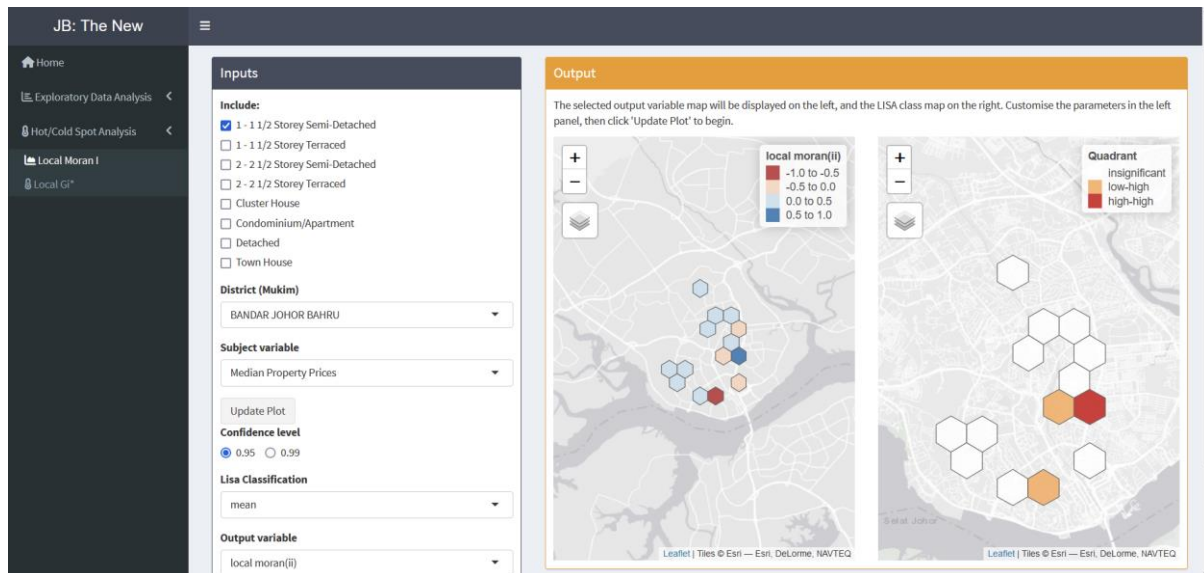 JB: The New
Home
Exploratory Data Analysis
Hot/Cold Spot Analysis
Local Moran I
Local Gi*
Inputs
Include:
1 - 1 1/2 Storey Semi-Detached
1 - 1 1/2 Storey Terraced
2 - 2 1/2 Storey Semi-Detached
2 - 2 1/2 Storey Terraced
Cluster House
Condominium/Apartment
Detached
Town House
District (Mukim)
BANDAR JOHOR BAHRU
Subject variable
Median Property Prices
Update Plot
Confidence level
0.95 0.99
Lisa Classification
mean
Output variable
local moran(ii)
Output
The selected output variable map will be displayed on the left, and the LISA class map on the right. Customise the parameters in the left
panel, then click 'Update Plot' to begin.
+
−
local moran(ii)
-1.0 to -0.5
-0.5 to 0.0
0.0 to 0.5
0.5 to 1.0
Leaflet | Tiles © Esri — Esri, DeLorme, NAVTEQ
+
−
Quadrant
insignificant
low-high
high-high
Selat Johor
Leaflet | Tiles © Esri — Esri, DeLorme, NAVTEQ